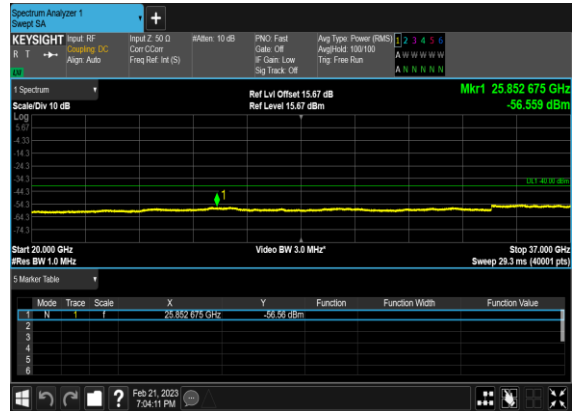 Spectrum Analyzer 1
Swept SA
KEYSIGHT Input: RF Input Z: 50 Ω #Atten: 10 dB PNO: Fast Avg Type: Power (RMS) 1 2 3 4 5 6
R T Coupling: DC Corr CCorr Gate: Off Avg|Hold: 100/100 A W W W W W
Align: Auto Freq Ref: Int (S) IF Gain: Low Trig: Free Run
Sig Track: Off A N N N N N
1 Spectrum Ref Lvl Offset 15.67 dB Mkr1 25.852 675 GHz
Scale/Div 10 dB Ref Level 15.67 dBm -56.559 dBm
Log
5.67
-4.33
-14.3
-24.3
-34.3
DL1 -40.00 dBm
-44.3
1
-54.3
-64.3
-74.3
Start 20.000 GHz Video BW 3.0 MHz* Stop 37.000 GHz
#Res BW 1.0 MHz Sweep 29.3 ms (40001 pts)
5 Marker Table
Mode Trace Scale X Y Function Function Width Function Value
1 N 1 f 25.852 675 GHz -56.56 dBm
2
3
4
5
6
? Feb 21, 2023
7:04:11 PM